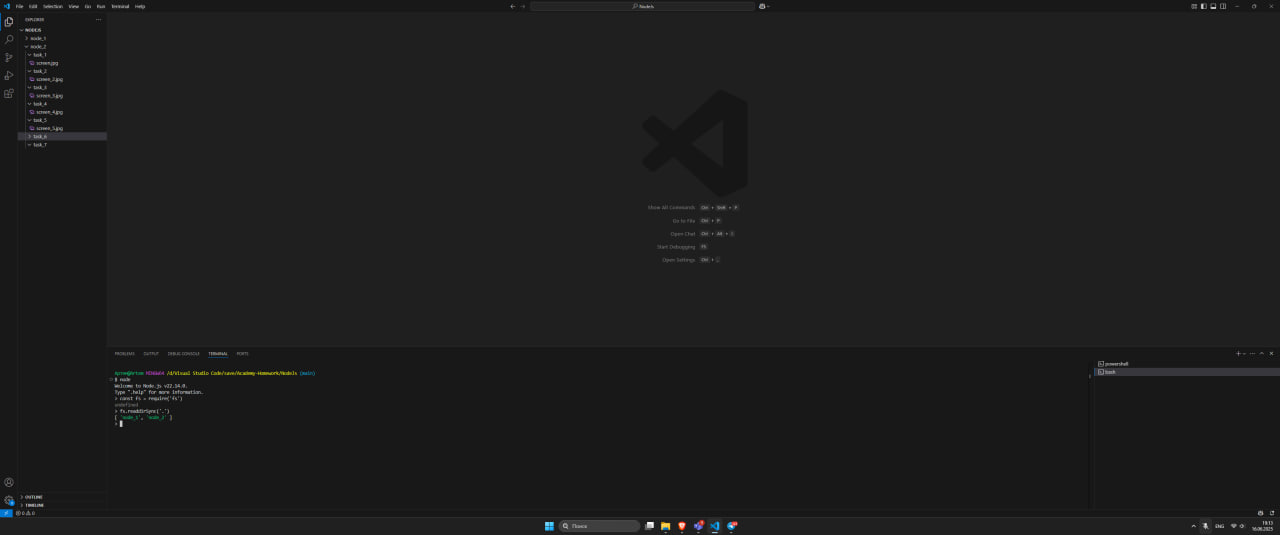 File Edit Selection View Go Run Terminal Help
NodeJs
EXPLORER
NODEJS
node_1
node_2
task_1
screen.jpg
task_2
screen_2.jpg
task_3
screen_3.jpg
task_4
screen_4.jpg
task_5
screen_5.jpg
task_6
task_7
Show All Commands Ctrl + Shift + P
Go to File Ctrl + P
Open Chat Ctrl + Alt + I
Start Debugging F5
Open Settings Ctrl + ,
PROBLEMS OUTPUT DEBUG CONSOLE TERMINAL PORTS
MINGW64 /d/Visual Studio Code/save/Academy-Homework/NodeJs (main)
$ node
Welcome to Node.js v22.14.0.
Type ".help" for more information.
> const fs = require('fs')
undefined
> fs.readdirSync('.')
[ 'node_1', 'node_2' ]
>
powershell
bash
OUTLINE
TIMELINE
0 0
Поиск
ENG
19:13
16.06.2025